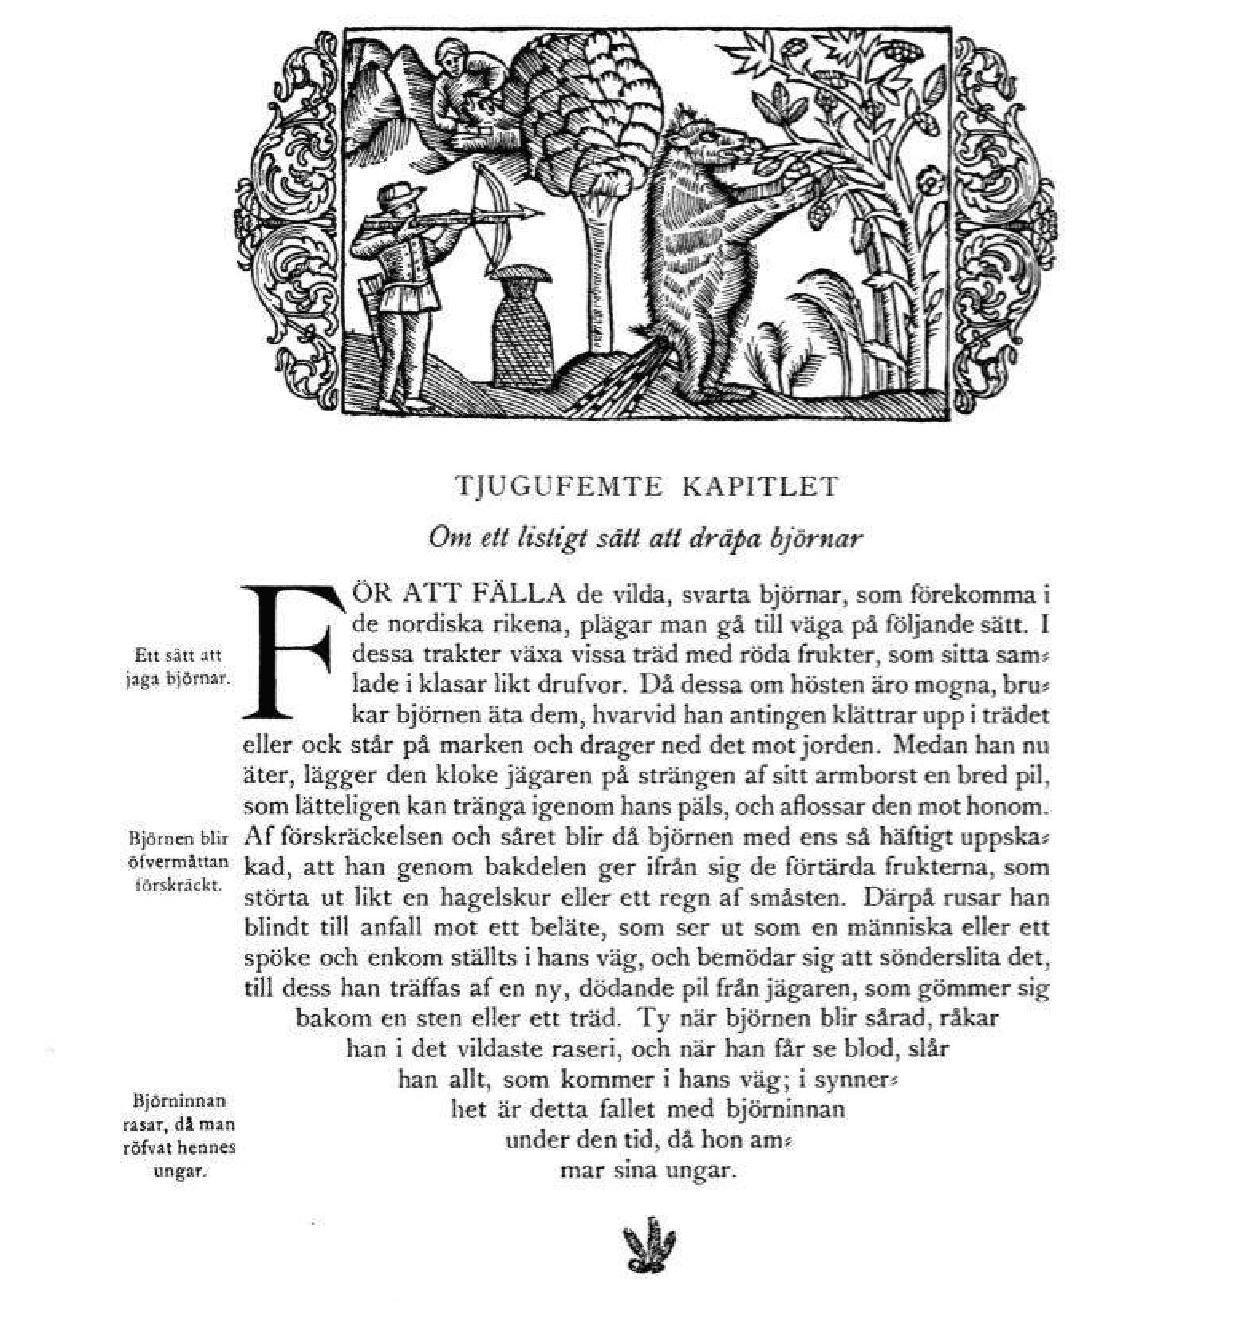 TJUGUFEMTE KAPITLET
Om ett listigt sätt att dräpa björnar
FÖR ATT FÄLLA de vilda, svarta björnar, som förekomma i
de nordiska rikena, plägar man gå till väga på följande sätt. I
Ett sätt att
jaga björnar.
dessa trakter växa vissa träd med röda frukter, som sitta sam⸗
lade i klasar likt drufvor. Då dessa om hösten äro mogna, bru⸗
kar björnen äta dem, hvarvid han antingen klättrar upp i trädet
eller ock står på marken och drager ned det mot jorden. Medan han nu
äter, lägger den kloke jägaren på strängen af sitt armborst en bred pil,
som lätteligen kan tränga igenom hans päls, och aflossar den mot honom.
Björnen blir
öfvermåttan
förskräckt.
Af förskräckelsen och såret blir då björnen med ens så häftigt uppska⸗
kad, att han genom bakdelen ger ifrån sig de förtärda frukterna, som
störta ut likt en hagelskur eller ett regn af småsten. Därpå rusar han
blindt till anfall mot ett beläte, som ser ut som en människa eller ett
spöke och enkom ställts i hans väg, och bemödar sig att sönderslita det,
till dess han träffas af en ny, dödande pil från jägaren, som gömmer sig
bakom en sten eller ett träd. Ty när björnen blir sårad, råkar
han i det vildaste raseri, och när han får se blod, slår
han allt, som kommer i hans väg; i synner⸗
Björninnan
rasar, då man
röfvat hennes
ungar.
het är detta fallet med björninnan
under den tid, då hon am⸗
mar sina ungar.